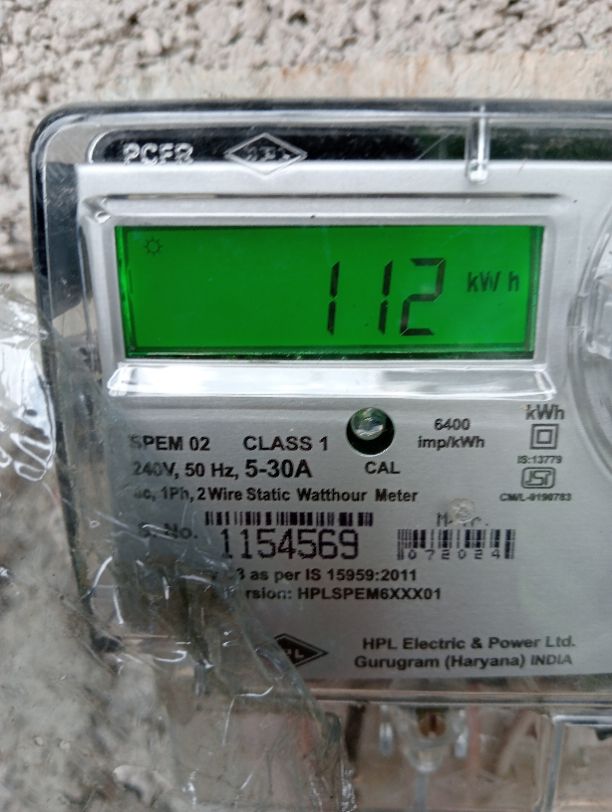 112 kWh
6400
imp/kWh
kWh
SPEM 02 CLASS 1
240V, 50 Hz, 5-30A
CAL
IS:13779
CM/L-9190783
ac, 1Ph, 2 Wire Static Watthour Meter
S. No. 1154569
072024
as per IS 15959:2011
HPLSPEM6XXX01
HPL Electric & Power Ltd.
Gurugram (Haryana) INDIA